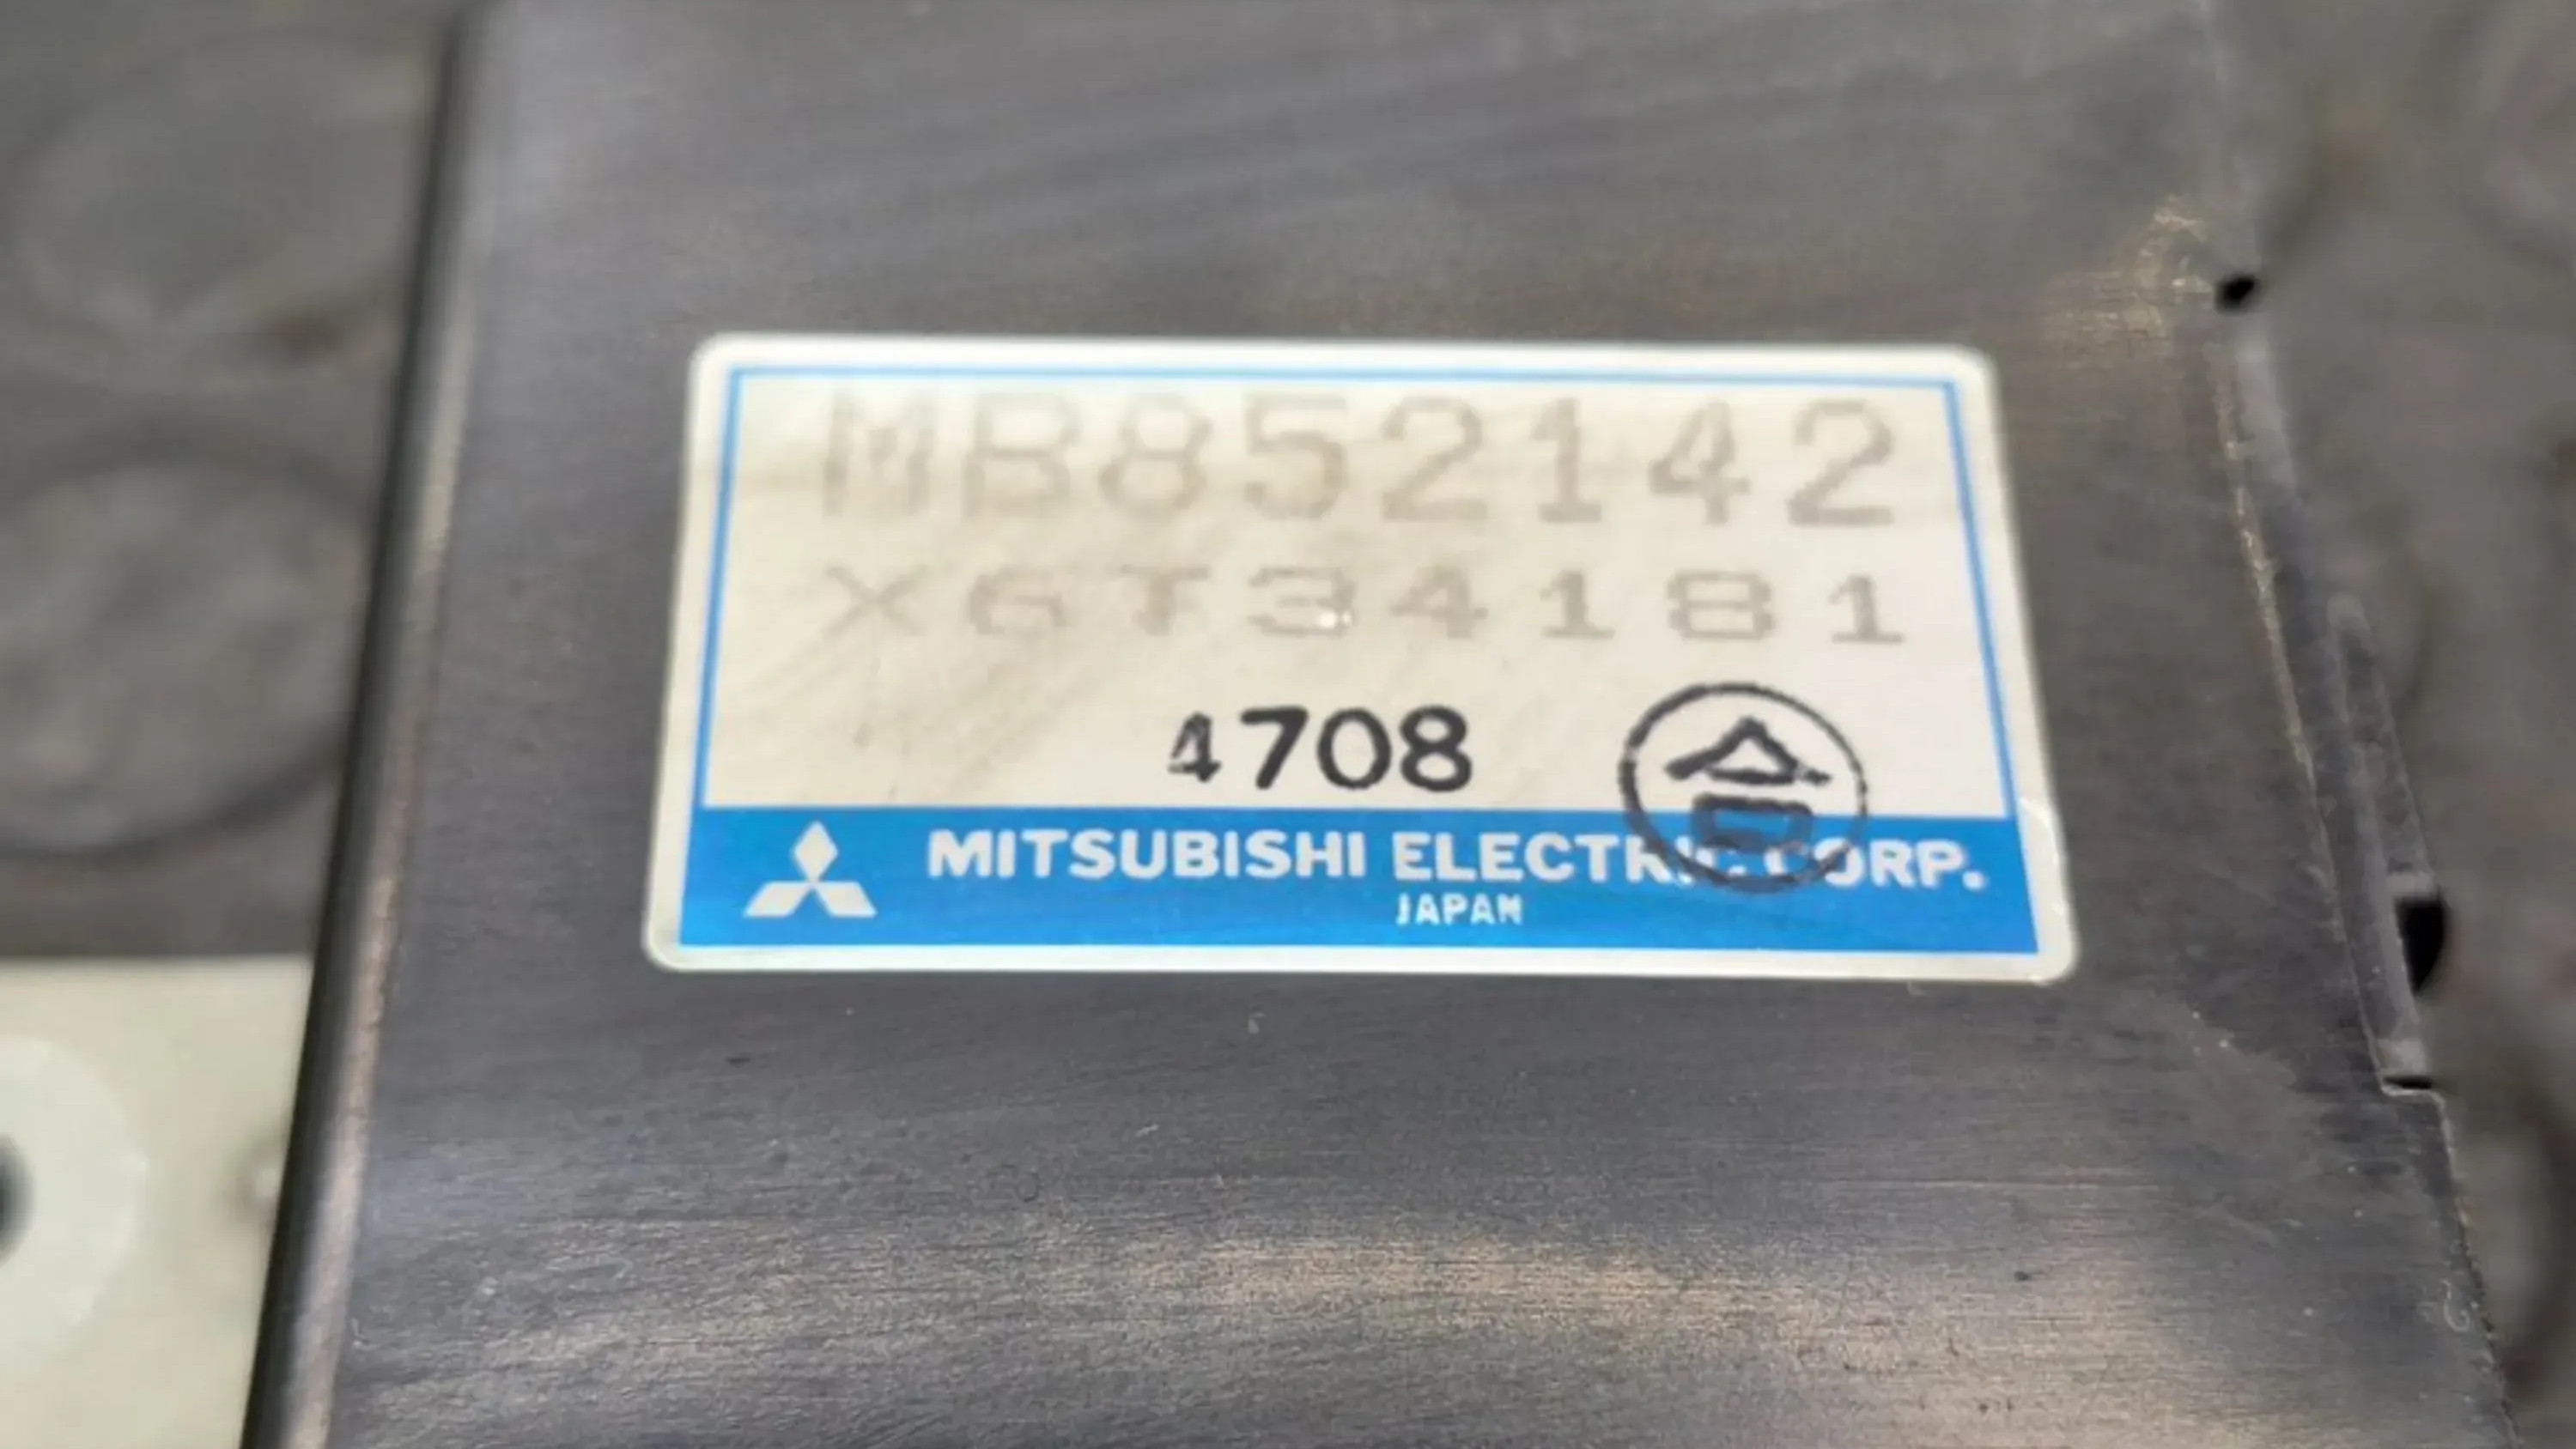 MB852142
X6T34181
4708 合
MITSUBISHI ELECTRIC CORP.
JAPAN